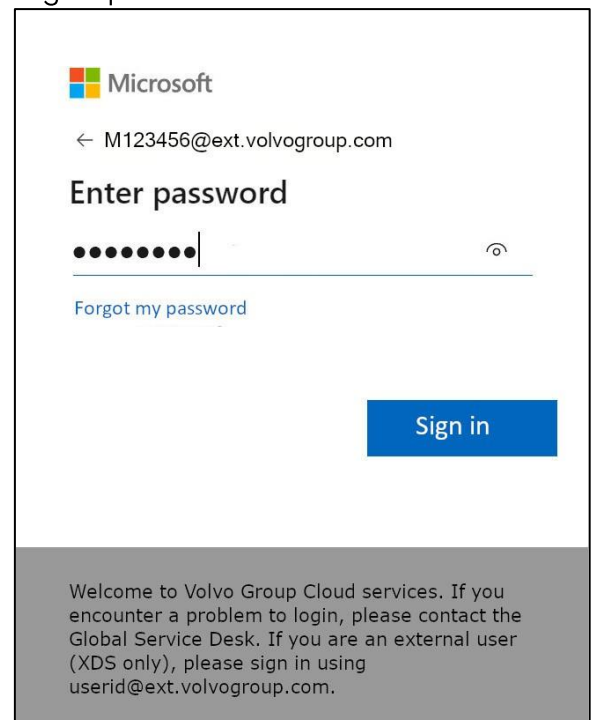 Microsoft
← M123456@ext.volvogroup.com
Enter password
●●●●●●●●
Forgot my password
Sign in
Welcome to Volvo Group Cloud services. If you
encounter a problem to login, please contact the
Global Service Desk. If you are an external user
(XDS only), please sign in using
userid@ext.volvogroup.com.